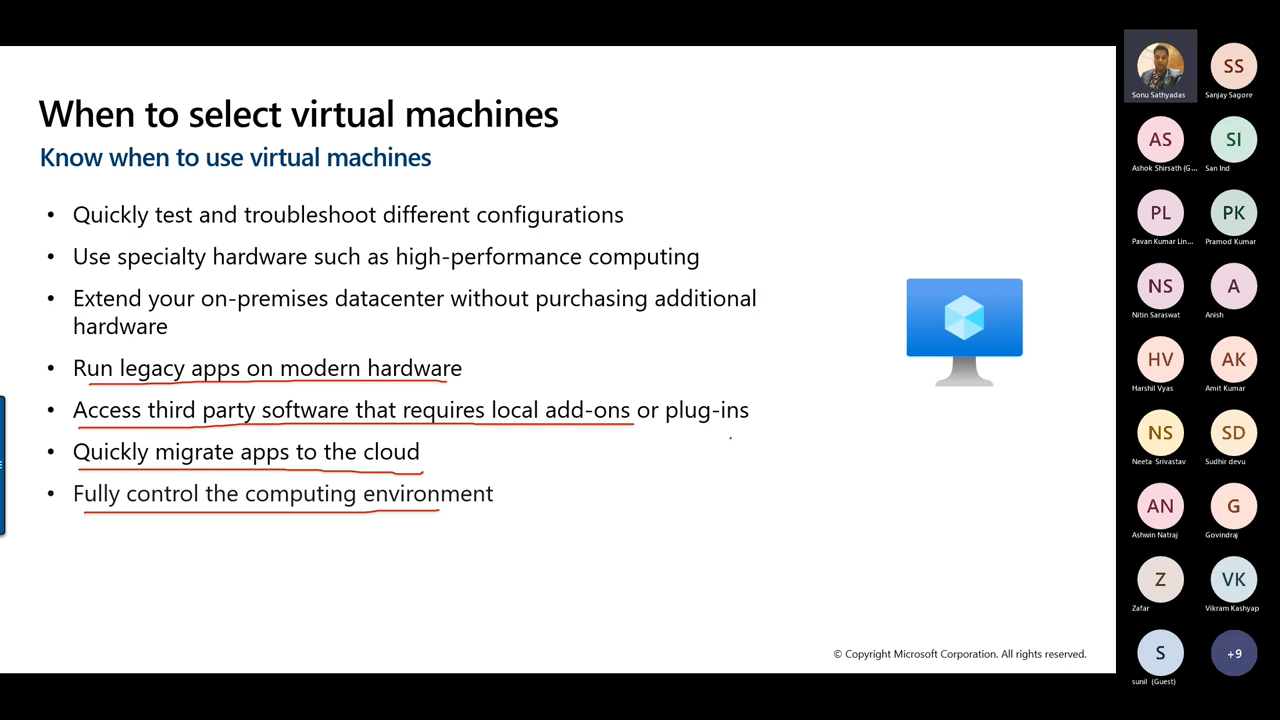 When to select virtual machines
Know when to use virtual machines
• Quickly test and troubleshoot different configurations
• Use specialty hardware such as high-performance computing
• Extend your on-premises datacenter without purchasing additional
hardware
• Run legacy apps on modern hardware
• Access third party software that requires local add-ons or plug-ins
• Quickly migrate apps to the cloud
• Fully control the computing environment
© Copyright Microsoft Corporation. All rights reserved.
Sonu Sathyadas
SS
Sanjay Sagore
AS
Ashok Shirsath (G...
SI
San Ind
PL
Pavan Kumar Lin...
PK
Pramod Kumar
NS
Nitin Saraswat
A
Anish
HV
Harshil Vyas
AK
Amit Kumar
NS
Neeta Srivastav
SD
Sudhir devu
AN
Ashwin Natraj
G
Govindraj
Z
Zafar
VK
Vikram Kashyap
S
sunil (Guest)
+9